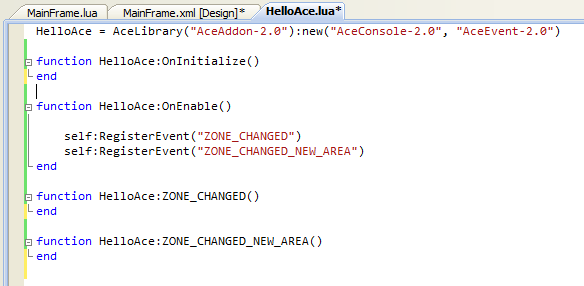 MainFrame.lua MainFrame.xml [Design]* HelloAce.lua*
HelloAce = AceLibrary("AceAddon-2.0"):new("AceConsole-2.0", "AceEvent-2.0")
function HelloAce:OnInitialize()
end
function HelloAce:OnEnable()
self:RegisterEvent("ZONE_CHANGED")
self:RegisterEvent("ZONE_CHANGED_NEW_AREA")
end
function HelloAce:ZONE_CHANGED()
end
function HelloAce:ZONE_CHANGED_NEW_AREA()
end